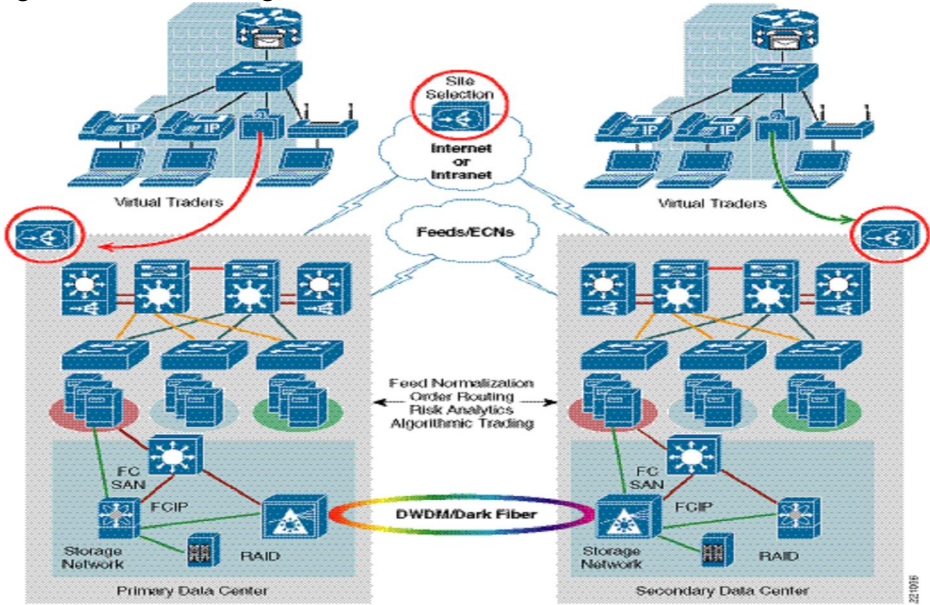 Site
Selection
IP
IP
IP
IP
Internet
or
Intranet
Virtual Traders
Virtual Traders
Feeds/ECNs
Feed Normalization
Order Routing
Risk Analytics
Algorithmic Trading
FC
SAN
FCIP
FC
SAN
FCIP
DWDM/Dark Fiber
Storage
Network
RAID
Storage
Network
RAID
Primary Data Center
Secondary Data Center